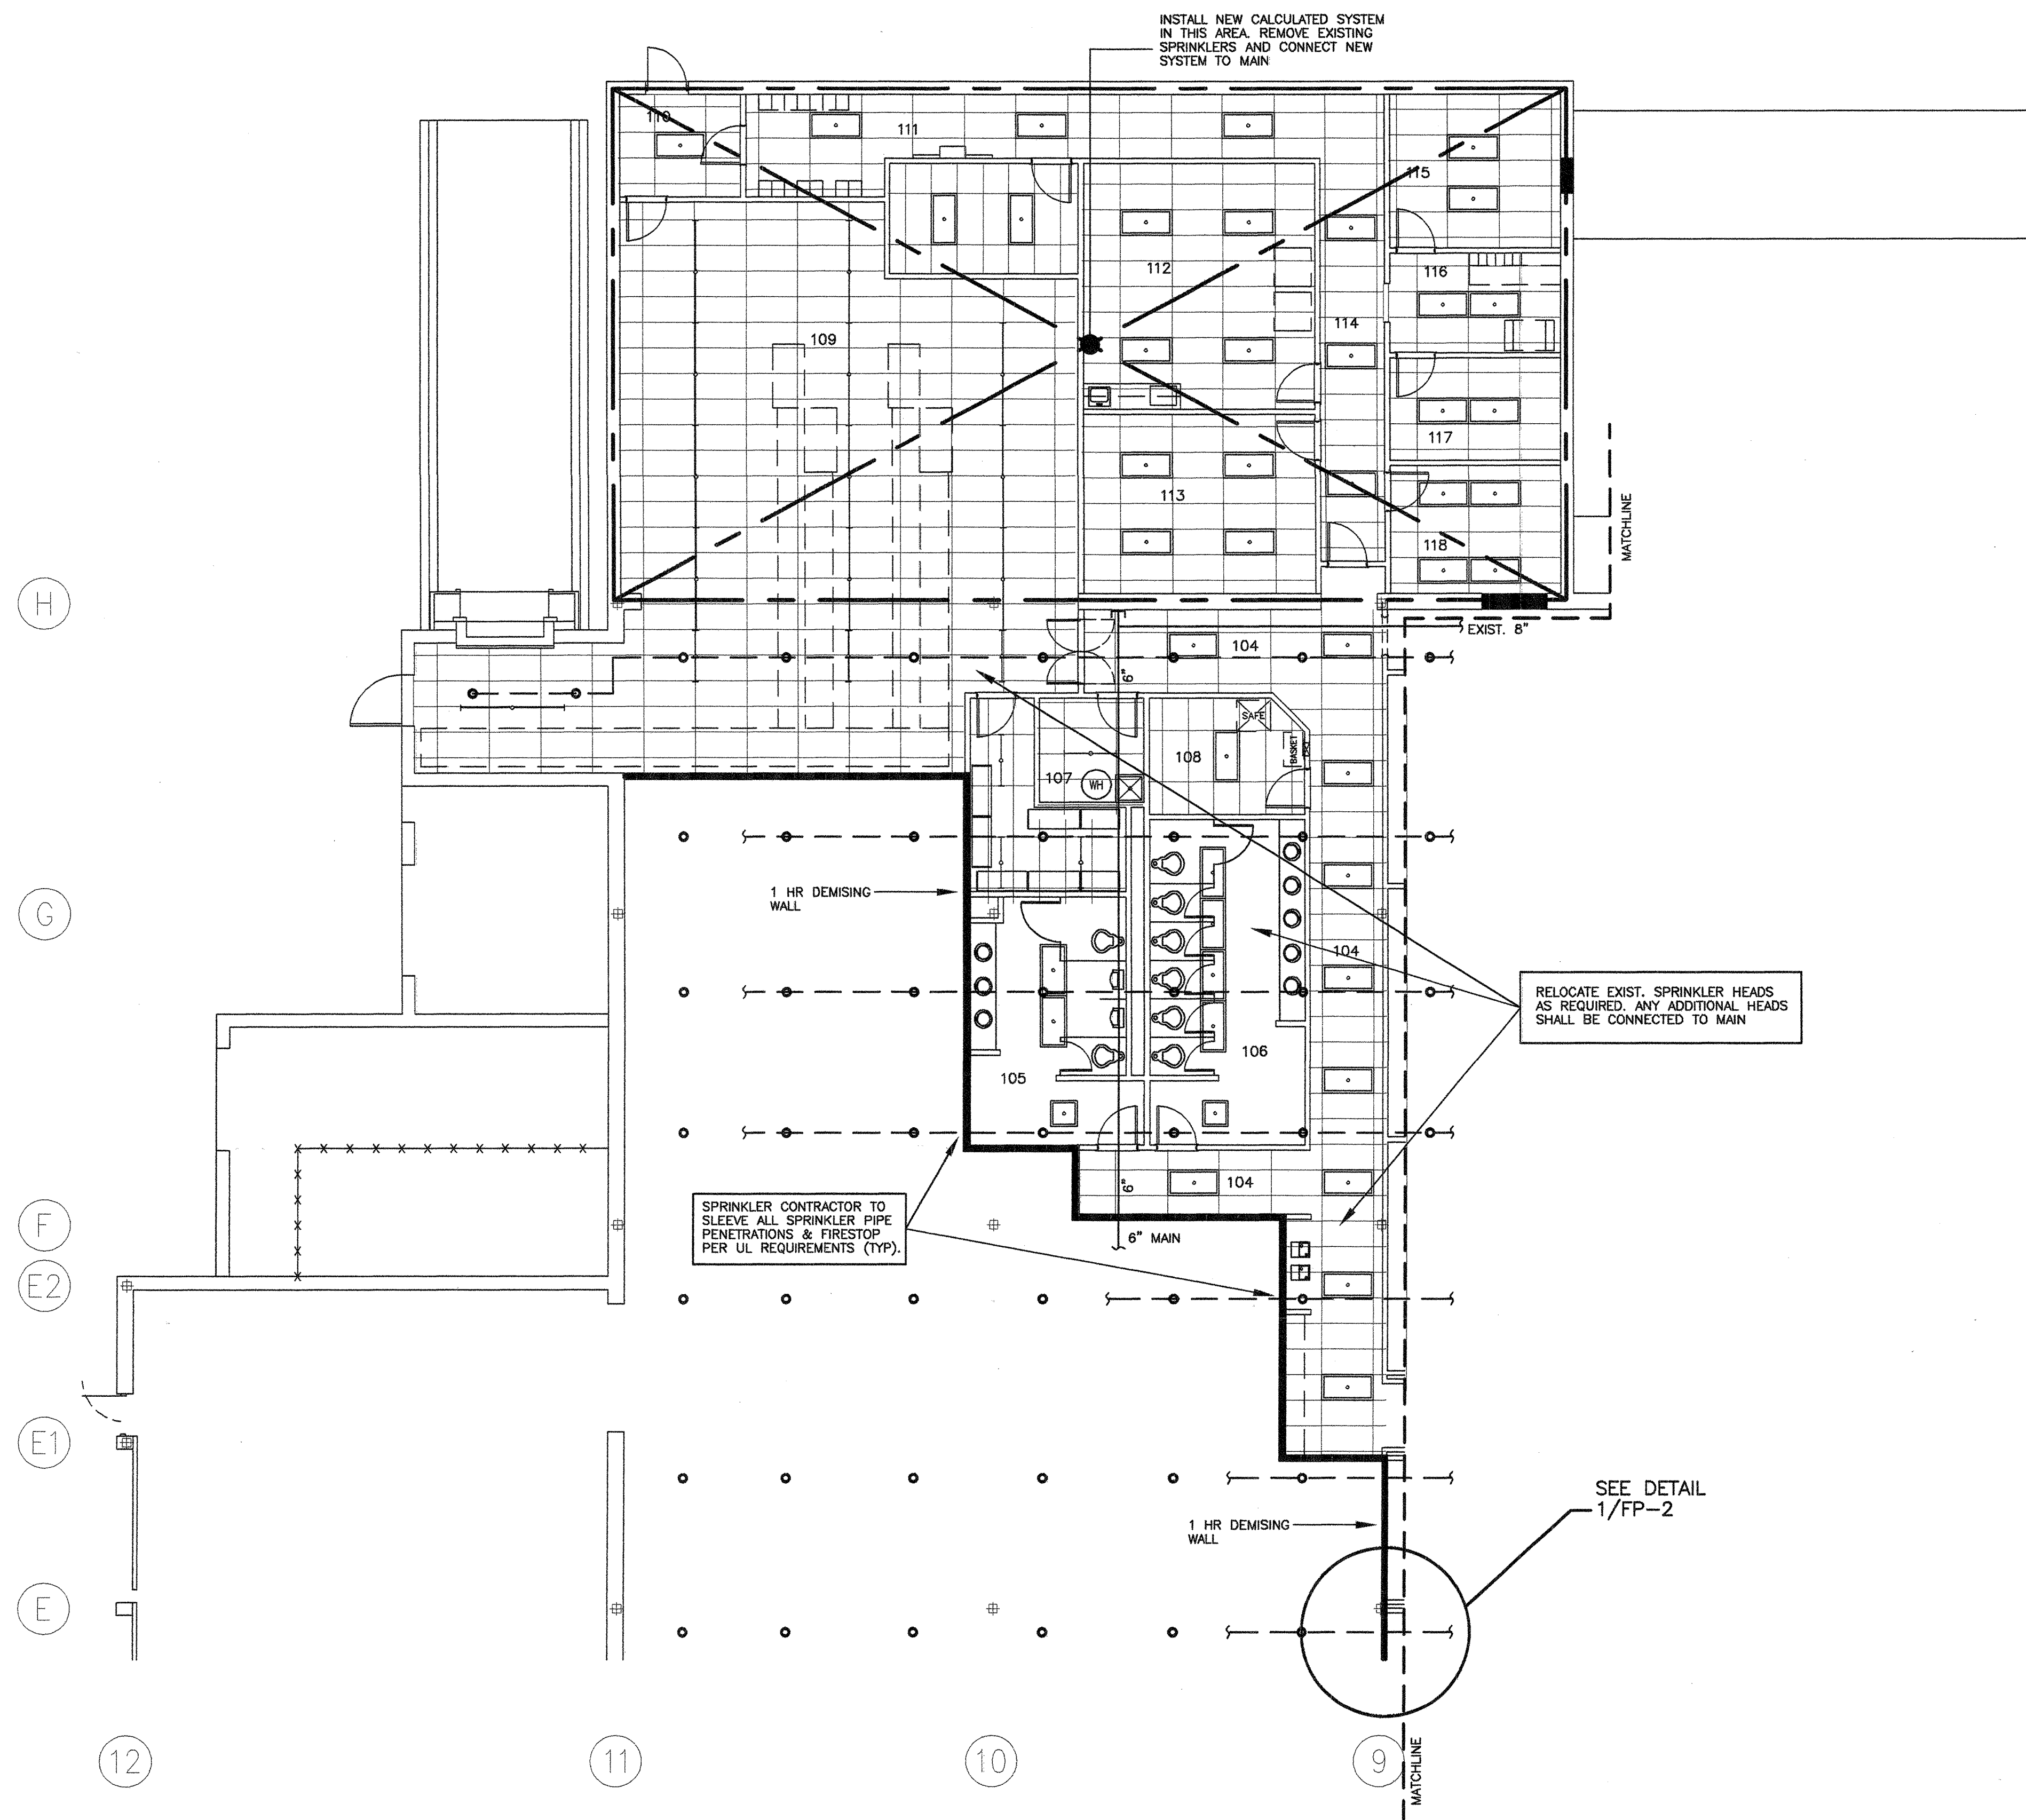 INSTALL NEW CALCULATED SYSTEM
IN THIS AREA. REMOVE EXISTING
SPRINKLERS AND CONNECT NEW
SYSTEM TO MAIN
110
111
115
112
116
114
109
117
113
118
MATCHLINE
H
EXIST. 8"
104
6"
SAFE
BASKET
108
107
WH
1 HR DEMISING
WALL
G
104
RELOCATE EXIST. SPRINKLER HEADS
AS REQUIRED. ANY ADDITIONAL HEADS
SHALL BE CONNECTED TO MAIN
106
105
104
6"
SPRINKLER CONTRACTOR TO
SLEEVE ALL SPRINKLER PIPE
PENETRATIONS & FIRESTOP
PER UL REQUIREMENTS (TYP).
F
6" MAIN
E2
E1
SEE DETAIL
1/FP-2
1 HR DEMISING
WALL
E
12
11
10
9
MATCHLINE